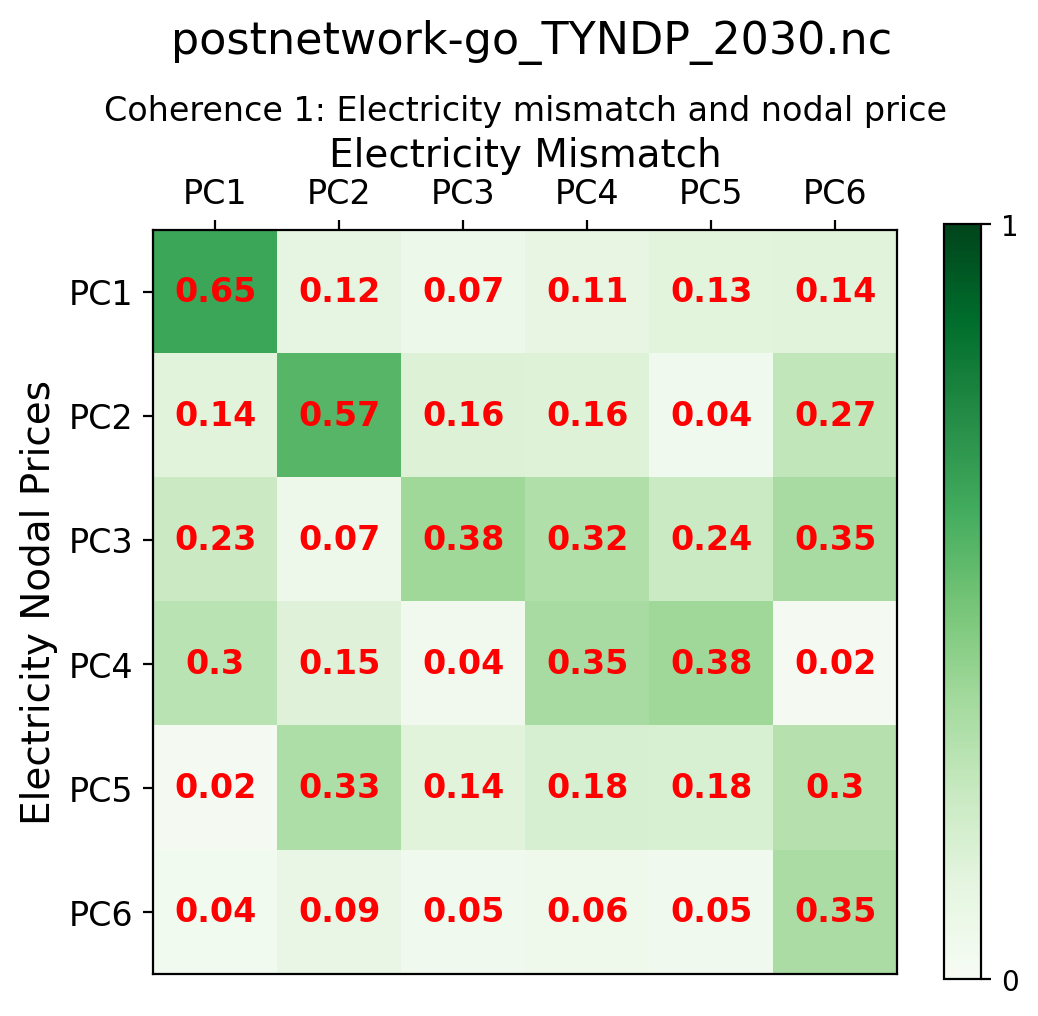 postnetwork-go_TYNDP_2030.nc
Coherence 1: Electricity mismatch and nodal price
Electricity Mismatch
PC1 PC2 PC3 PC4 PC5 PC6
Electricity Nodal Prices
PC1 0.65 0.12 0.07 0.11 0.13 0.14
PC2 0.14 0.57 0.16 0.16 0.04 0.27
PC3 0.23 0.07 0.38 0.32 0.24 0.35
PC4 0.3 0.15 0.04 0.35 0.38 0.02
PC5 0.02 0.33 0.14 0.18 0.18 0.3
PC6 0.04 0.09 0.05 0.06 0.05 0.35
1
0